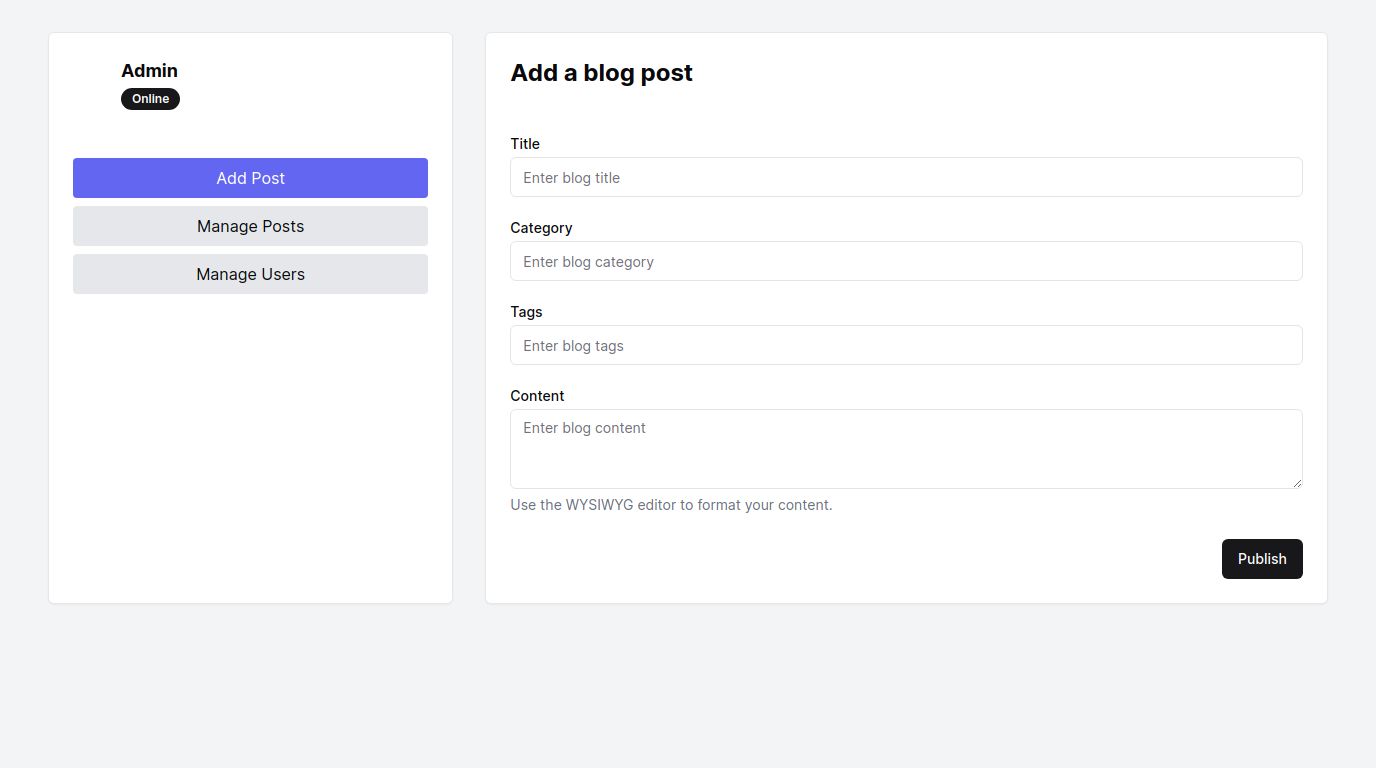 Admin
Online
Add Post
Manage Posts
Manage Users
Add a blog post
Title
Enter blog title
Category
Enter blog category
Tags
Enter blog tags
Content
Enter blog content
Use the WYSIWYG editor to format your content.
Publish